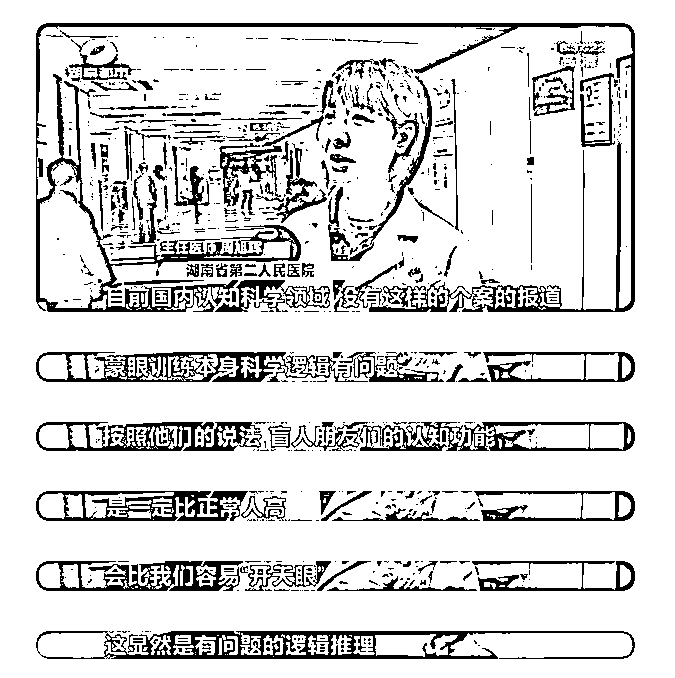 主任医师 周旭辉
湖南省第二人民医院
目前国内认知科学领域 没有这样的个案的报道
蒙眼训练本身科学逻辑有问题
按照他们的说法 盲人朋友们的认知功能
是一定比正常人高
会比我们容易“开天眼”
这显然是有问题的逻辑推理